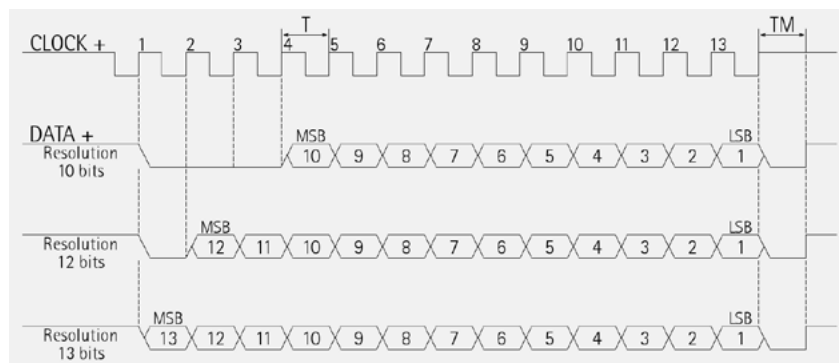 T TM
CLOCK + 1 2 3 4 5 6 7 8 9 10 11 12 13
DATA + MSB LSB
Resolution 10 bits 10 9 8 7 6 5 4 3 2 1
MSB LSB
Resolution 12 bits 12 11 10 9 8 7 6 5 4 3 2 1
MSB LSB
Resolution 13 bits 13 12 11 10 9 8 7 6 5 4 3 2 1